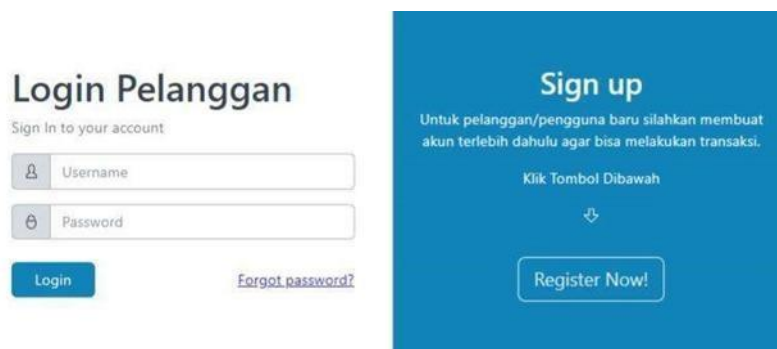 Login Pelanggan
Sign In to your account
Username
Password
Login
Forgot password?
Sign up
Untuk pelanggan/pengguna baru silahkan membuat
akun terlebih dahulu agar bisa melakukan transaksi.
Klik Tombol Dibawah
Register Now!